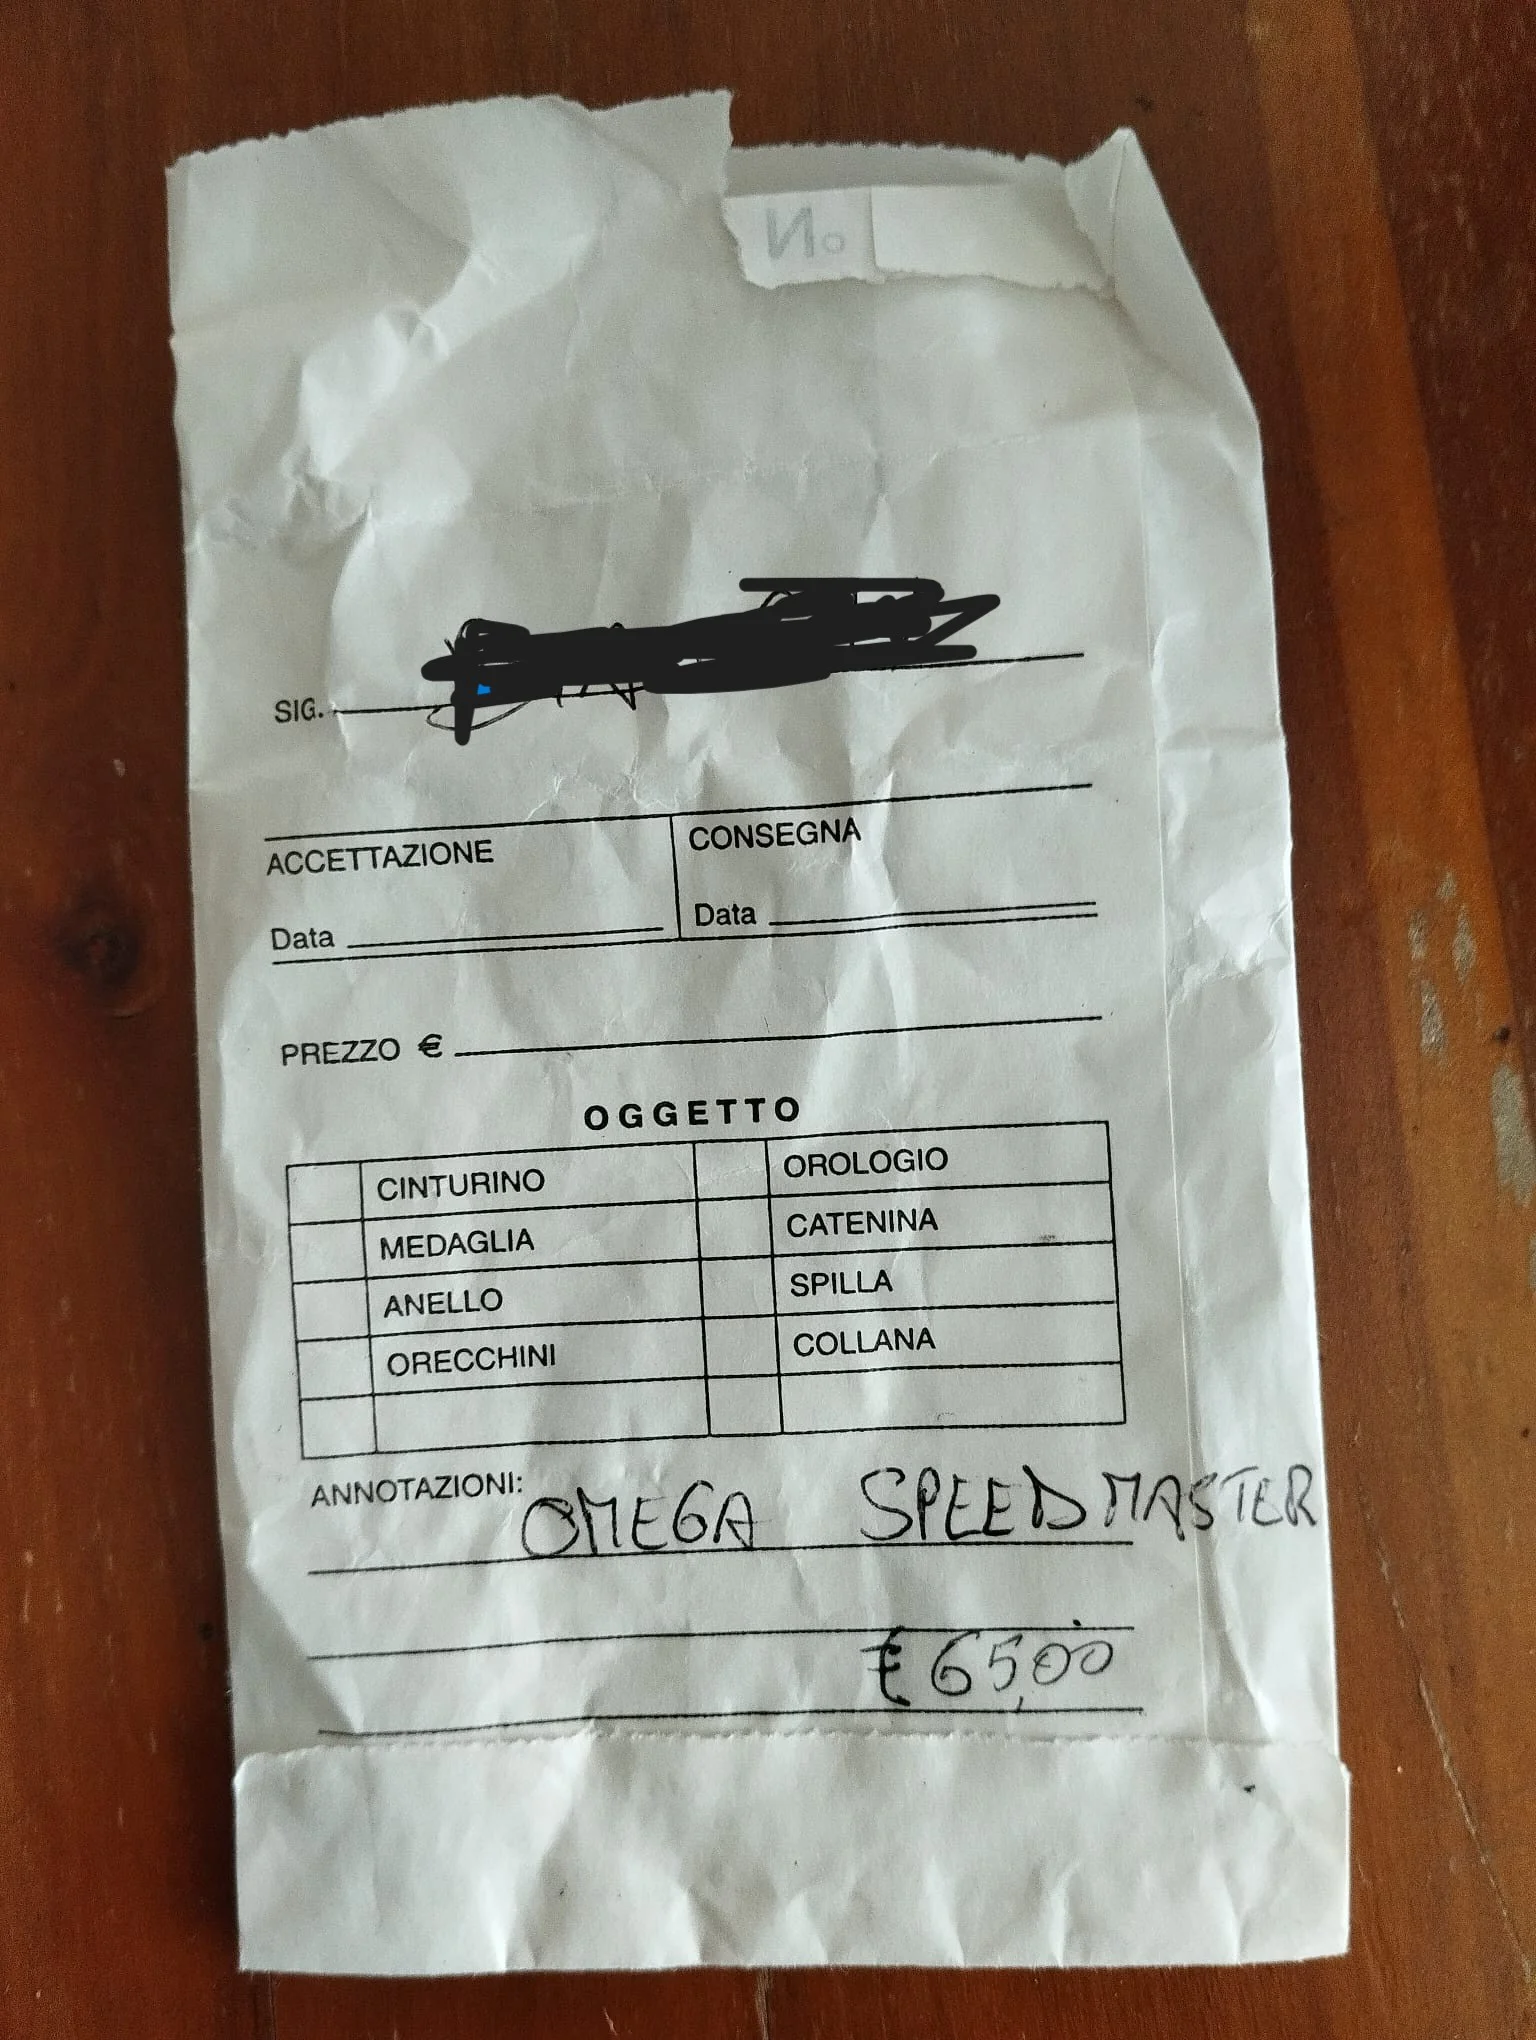 No
SIG.
ACCETTAZIONE CONSEGNA
Data Data
PREZZO €
OGGETTO
CINTURINO OROLOGIO
MEDAGLIA CATENINA
ANELLO SPILLA
ORECCHINI COLLANA
ANNOTAZIONI: OMEGA SPEEDMASTER
€ 65,00